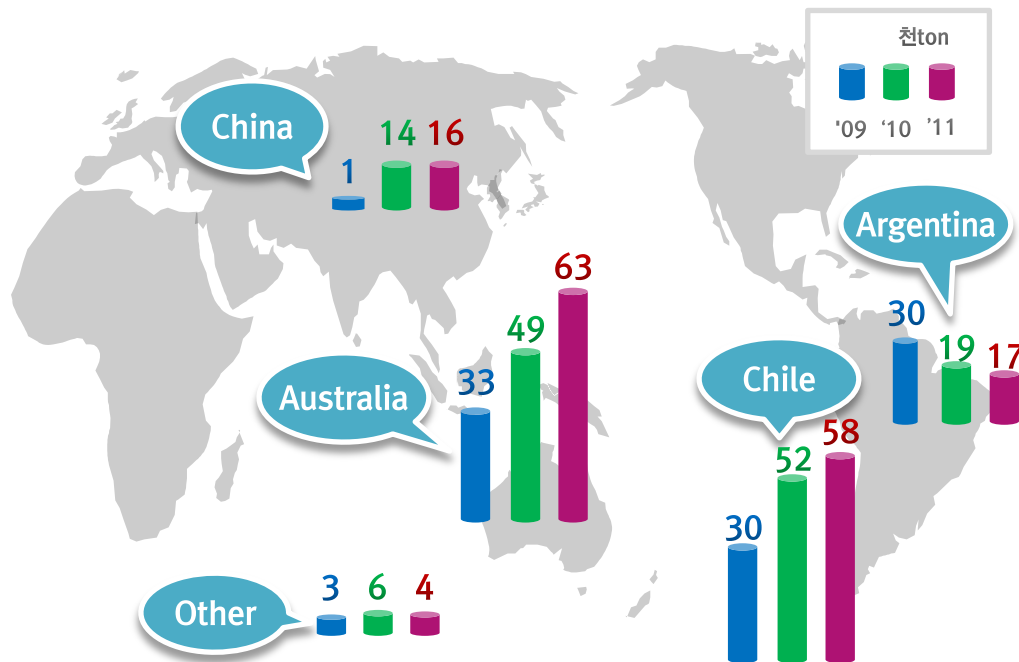 천ton
'09 ‘10 ’11
China
1 14 16
Argentina
30 19 17
Australia
33 49 63
Chile
30 52 58
Other
3 6 4